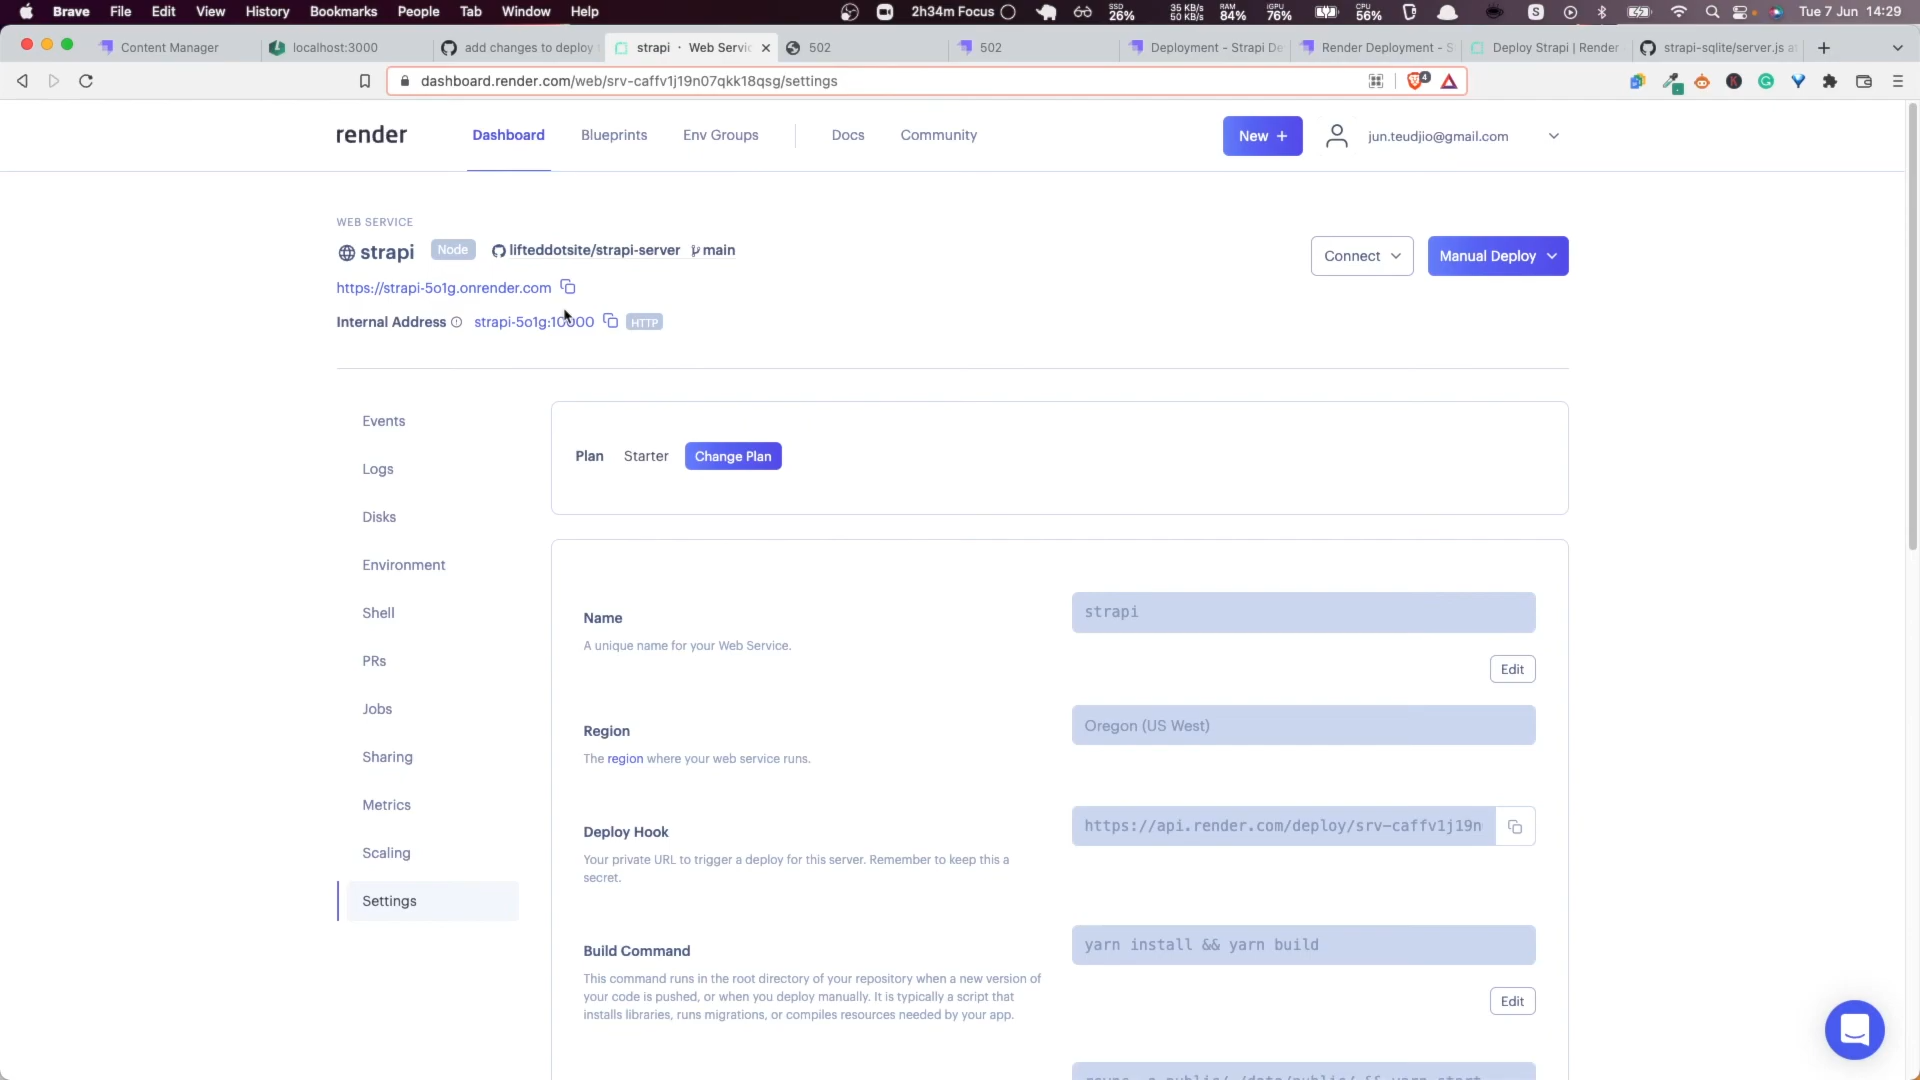 Brave File Edit View History Bookmarks People Tab Window Help
2h34m Focus
SSD 26%
35 KB/s 50 KB/s
RAM 84%
iGPU 76%
CPU 56%
Tue 7 Jun 14:29
Content Manager
localhost:3000
add changes to deploy
strapi · Web Servic
502
502
Deployment - Strapi De
Render Deployment - S
Deploy Strapi | Render
strapi-sqlite/server.js at
dashboard.render.com/web/srv-caffv1j19n07qkk18qsg/settings
4
render
Dashboard
Blueprints
Env Groups
Docs
Community
New +
jun.teudjio@gmail.com
WEB SERVICE
strapi Node lifteddotsite/strapi-server main
Connect
Manual Deploy
https://strapi-5o1g.onrender.com
Internal Address strapi-5o1g:10000 HTTP
Events
Logs
Disks
Environment
Shell
PRs
Jobs
Sharing
Metrics
Scaling
Settings
Plan Starter Change Plan
Name
A unique name for your Web Service.
strapi
Edit
Region
The region where your web service runs.
Oregon (US West)
Deploy Hook
Your private URL to trigger a deploy for this server. Remember to keep this a
secret.
https://api.render.com/deploy/srv-caffv1j19n
Build Command
This command runs in the root directory of your repository when a new version of
your code is pushed, or when you deploy manually. It is typically a script that
installs libraries, runs migrations, or compiles resources needed by your app.
yarn install && yarn build
Edit